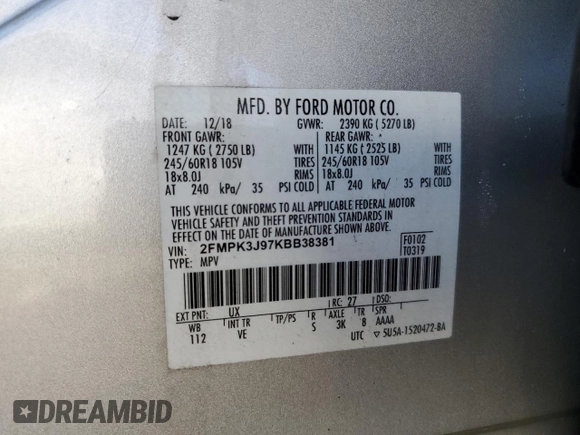 MFD. BY FORD MOTOR CO.
DATE: 12/18 GVWR: 2390 KG ( 5270 LB)
FRONT GAWR: REAR GAWR:
1247 KG ( 2750 LB) WITH 1145 KG ( 2525 LB) WITH
245/60R18 105V TIRES 245/60R18 105V TIRES
18x8.0J RIMS 18x8.0J RIMS
AT 240 kPa/ 35 PSI COLD AT 240 kPa/ 35 PSI COLD
THIS VEHICLE CONFORMS TO ALL APPLICABLE FEDERAL MOTOR
VEHICLE SAFETY AND THEFT PREVENTION STANDARDS IN
EFFECT ON THE DATE OF MANUFACTURE SHOWN ABOVE.
VIN: 2FMPK3J97KBB38381 F0102
TYPE: MPV T0319
EXT PNT: UX RC: 27 DSO:
WB INT TR TP/PS R AXLE TR SPR
112 VE S 3K 8 AAAA
UTC ▽ 5U5A-1520472-BA
DREAMBID